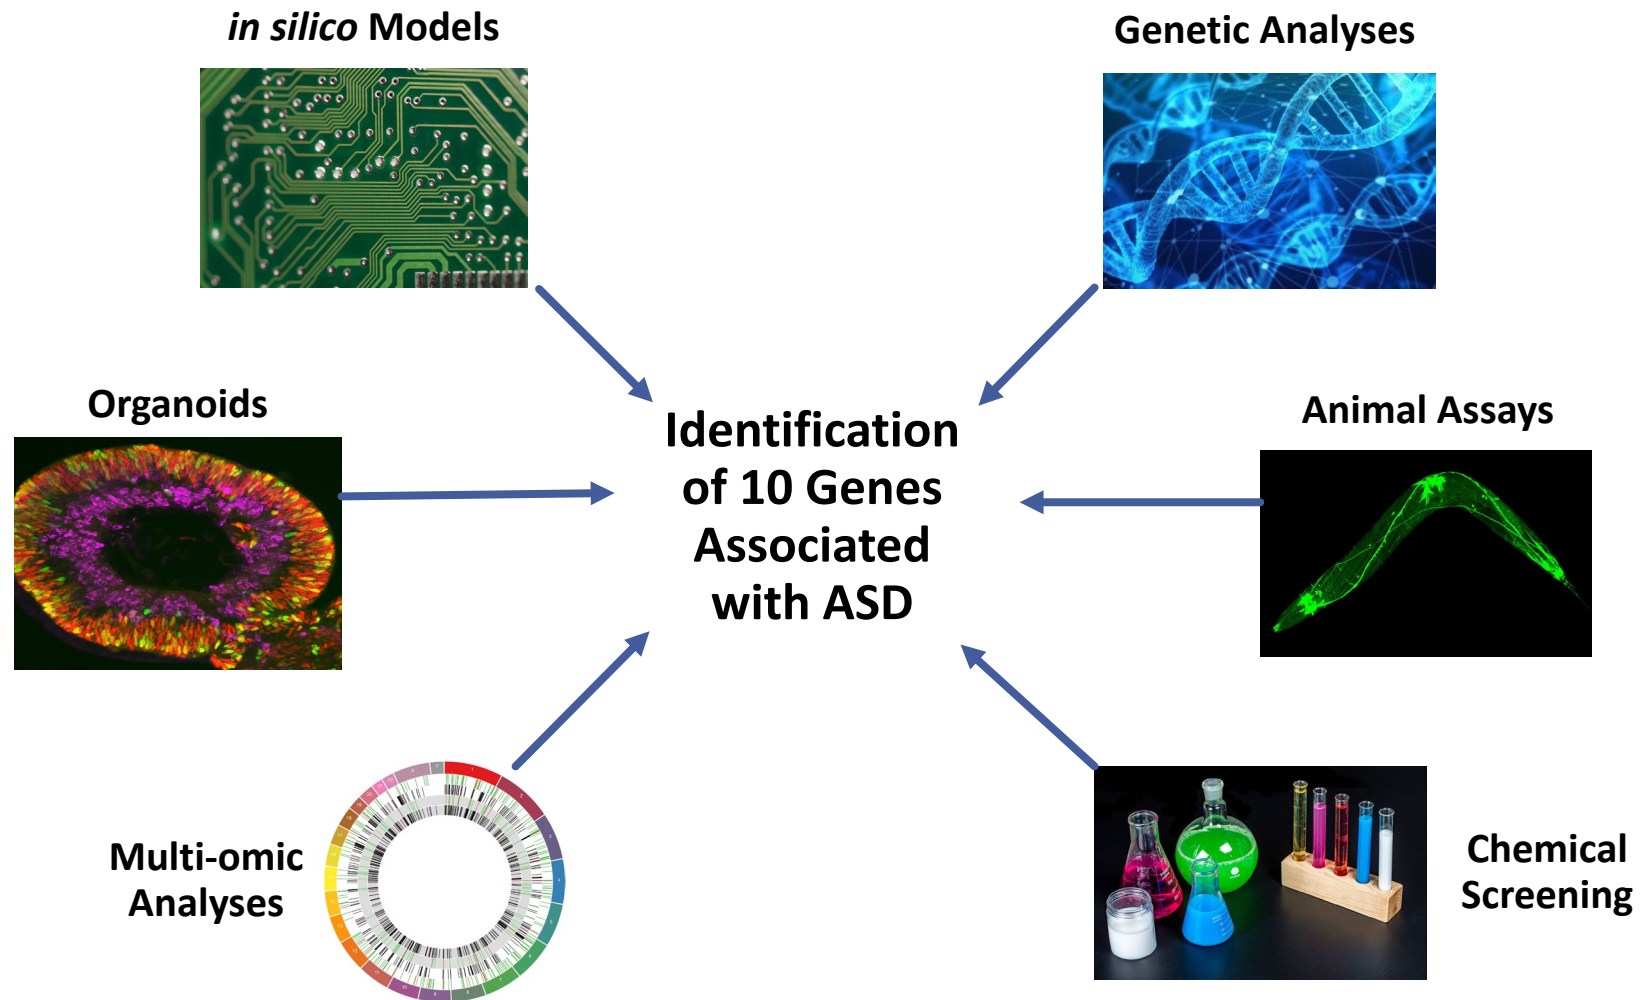 in silico Models
Genetic Analyses
Organoids
Animal Assays
Identification
of 10 Genes
Associated
with ASD
Multi-omic
Analyses
Chemical
Screening